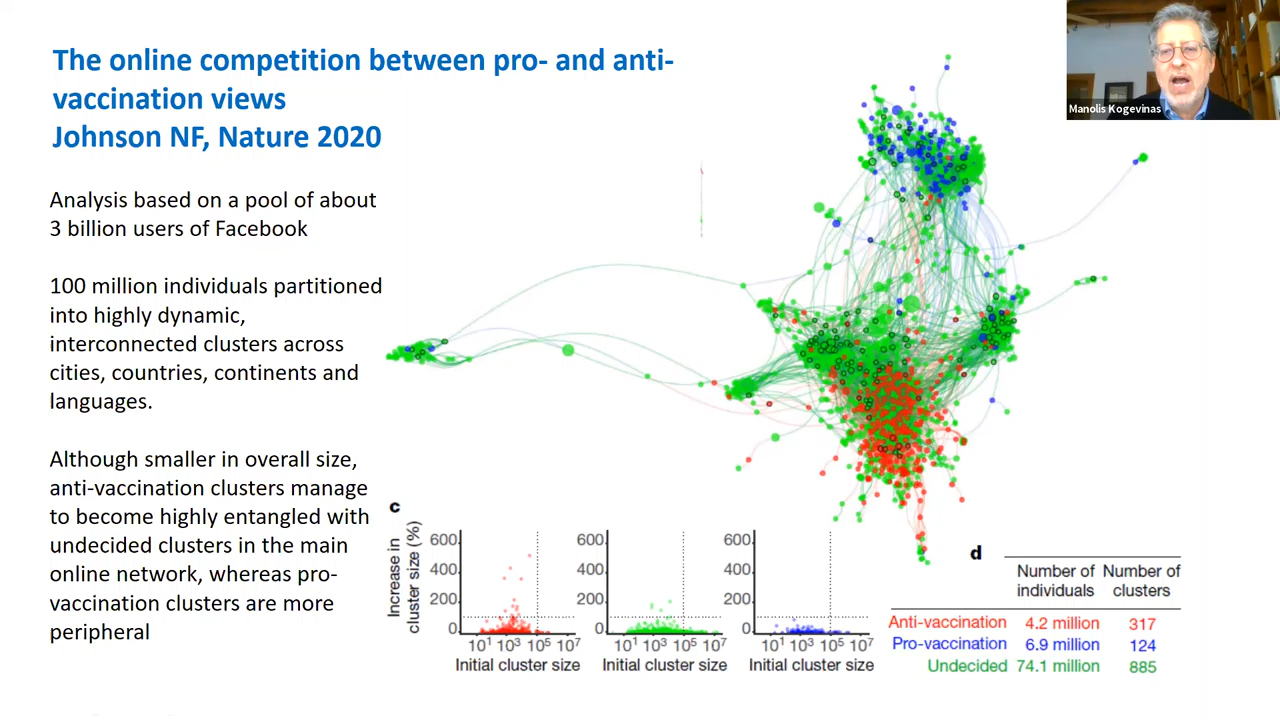 The online competition between pro- and anti-
vaccination views
Johnson NF, Nature 2020
Manolis Kogevinas
Analysis based on a pool of about
3 billion users of Facebook
100 million individuals partitioned
into highly dynamic,
interconnected clusters across
cities, countries, continents and
languages.
Although smaller in overall size,
anti-vaccination clusters manage
to become highly entangled with
undecided clusters in the main
online network, whereas pro-
vaccination clusters are more
peripheral
c
Increase in
cluster size (%)
600
400
200
0
10¹ 10³ 10⁵ 10⁷
Initial cluster size
600
400
200
0
10¹ 10³ 10⁵ 10⁷
Initial cluster size
600
400
200
0
10¹ 10³ 10⁵ 10⁷
Initial cluster size
d
Number of individuals Number of clusters
Anti-vaccination 4.2 million 317
Pro-vaccination 6.9 million 124
Undecided 74.1 million 885